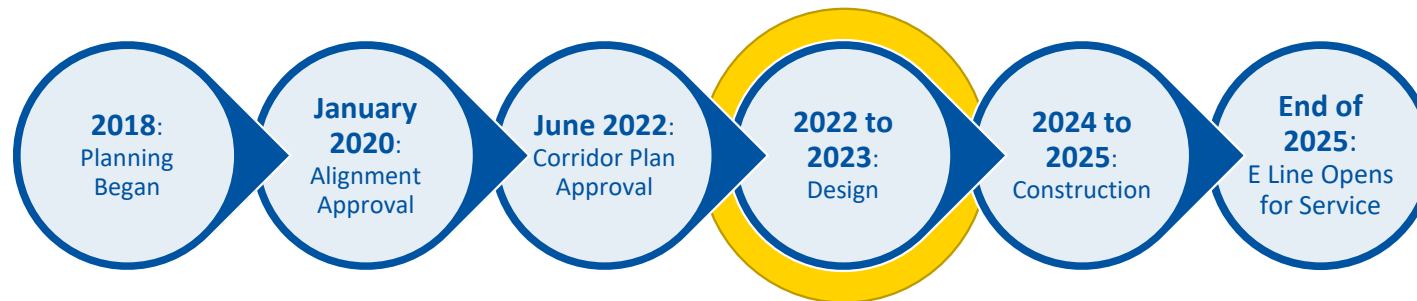 2018:
Planning
Began
January
2020:
Alignment
Approval
June 2022:
Corridor Plan
Approval
2022 to
2023:
Design
2024 to
2025:
Construction
End of
2025:
E Line Opens
for Service